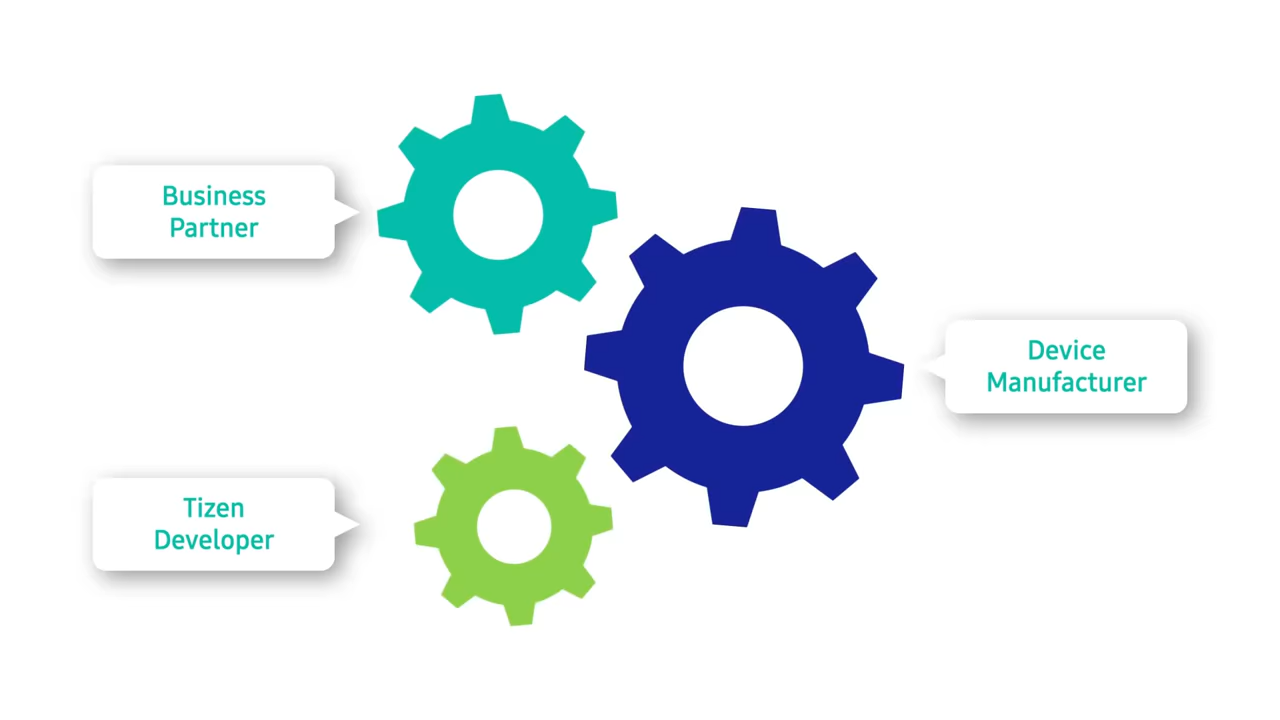 Business
Partner
Device
Manufacturer
Tizen
Developer